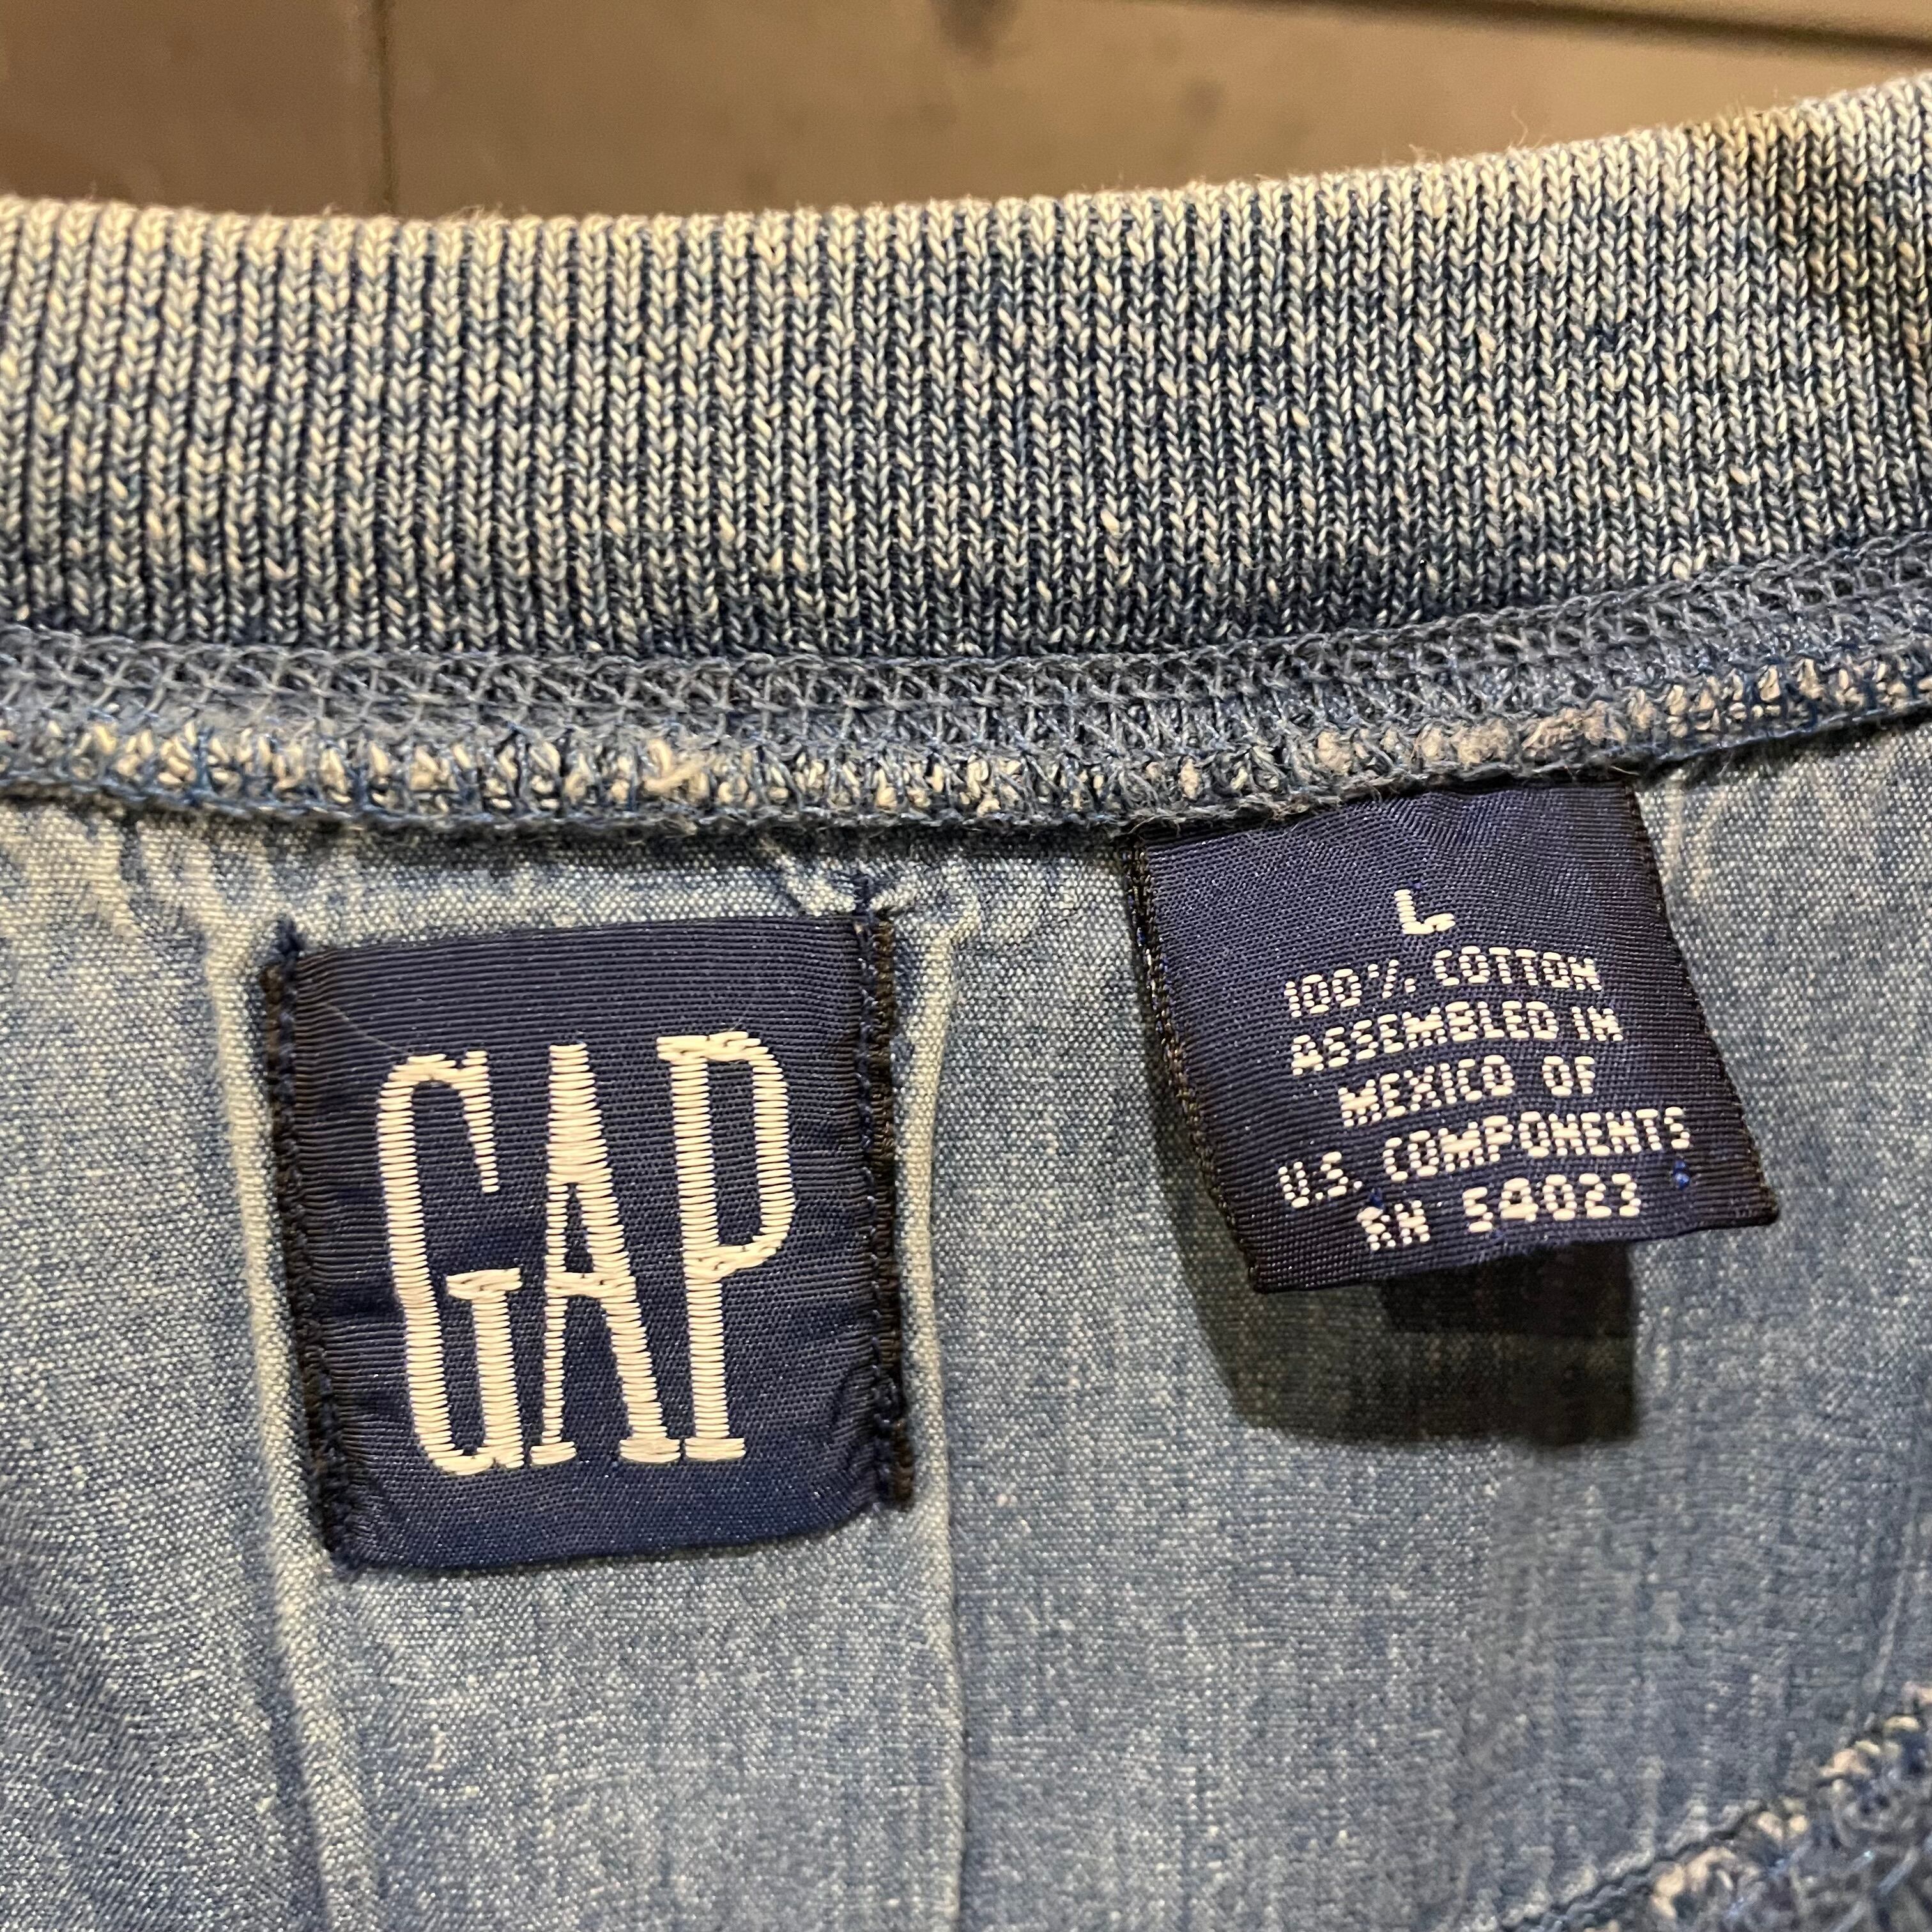 GAP
L
100% COTTON
ASSEMBLED IN
MEXICO OF
U.S. COMPONENTS
RN 54023